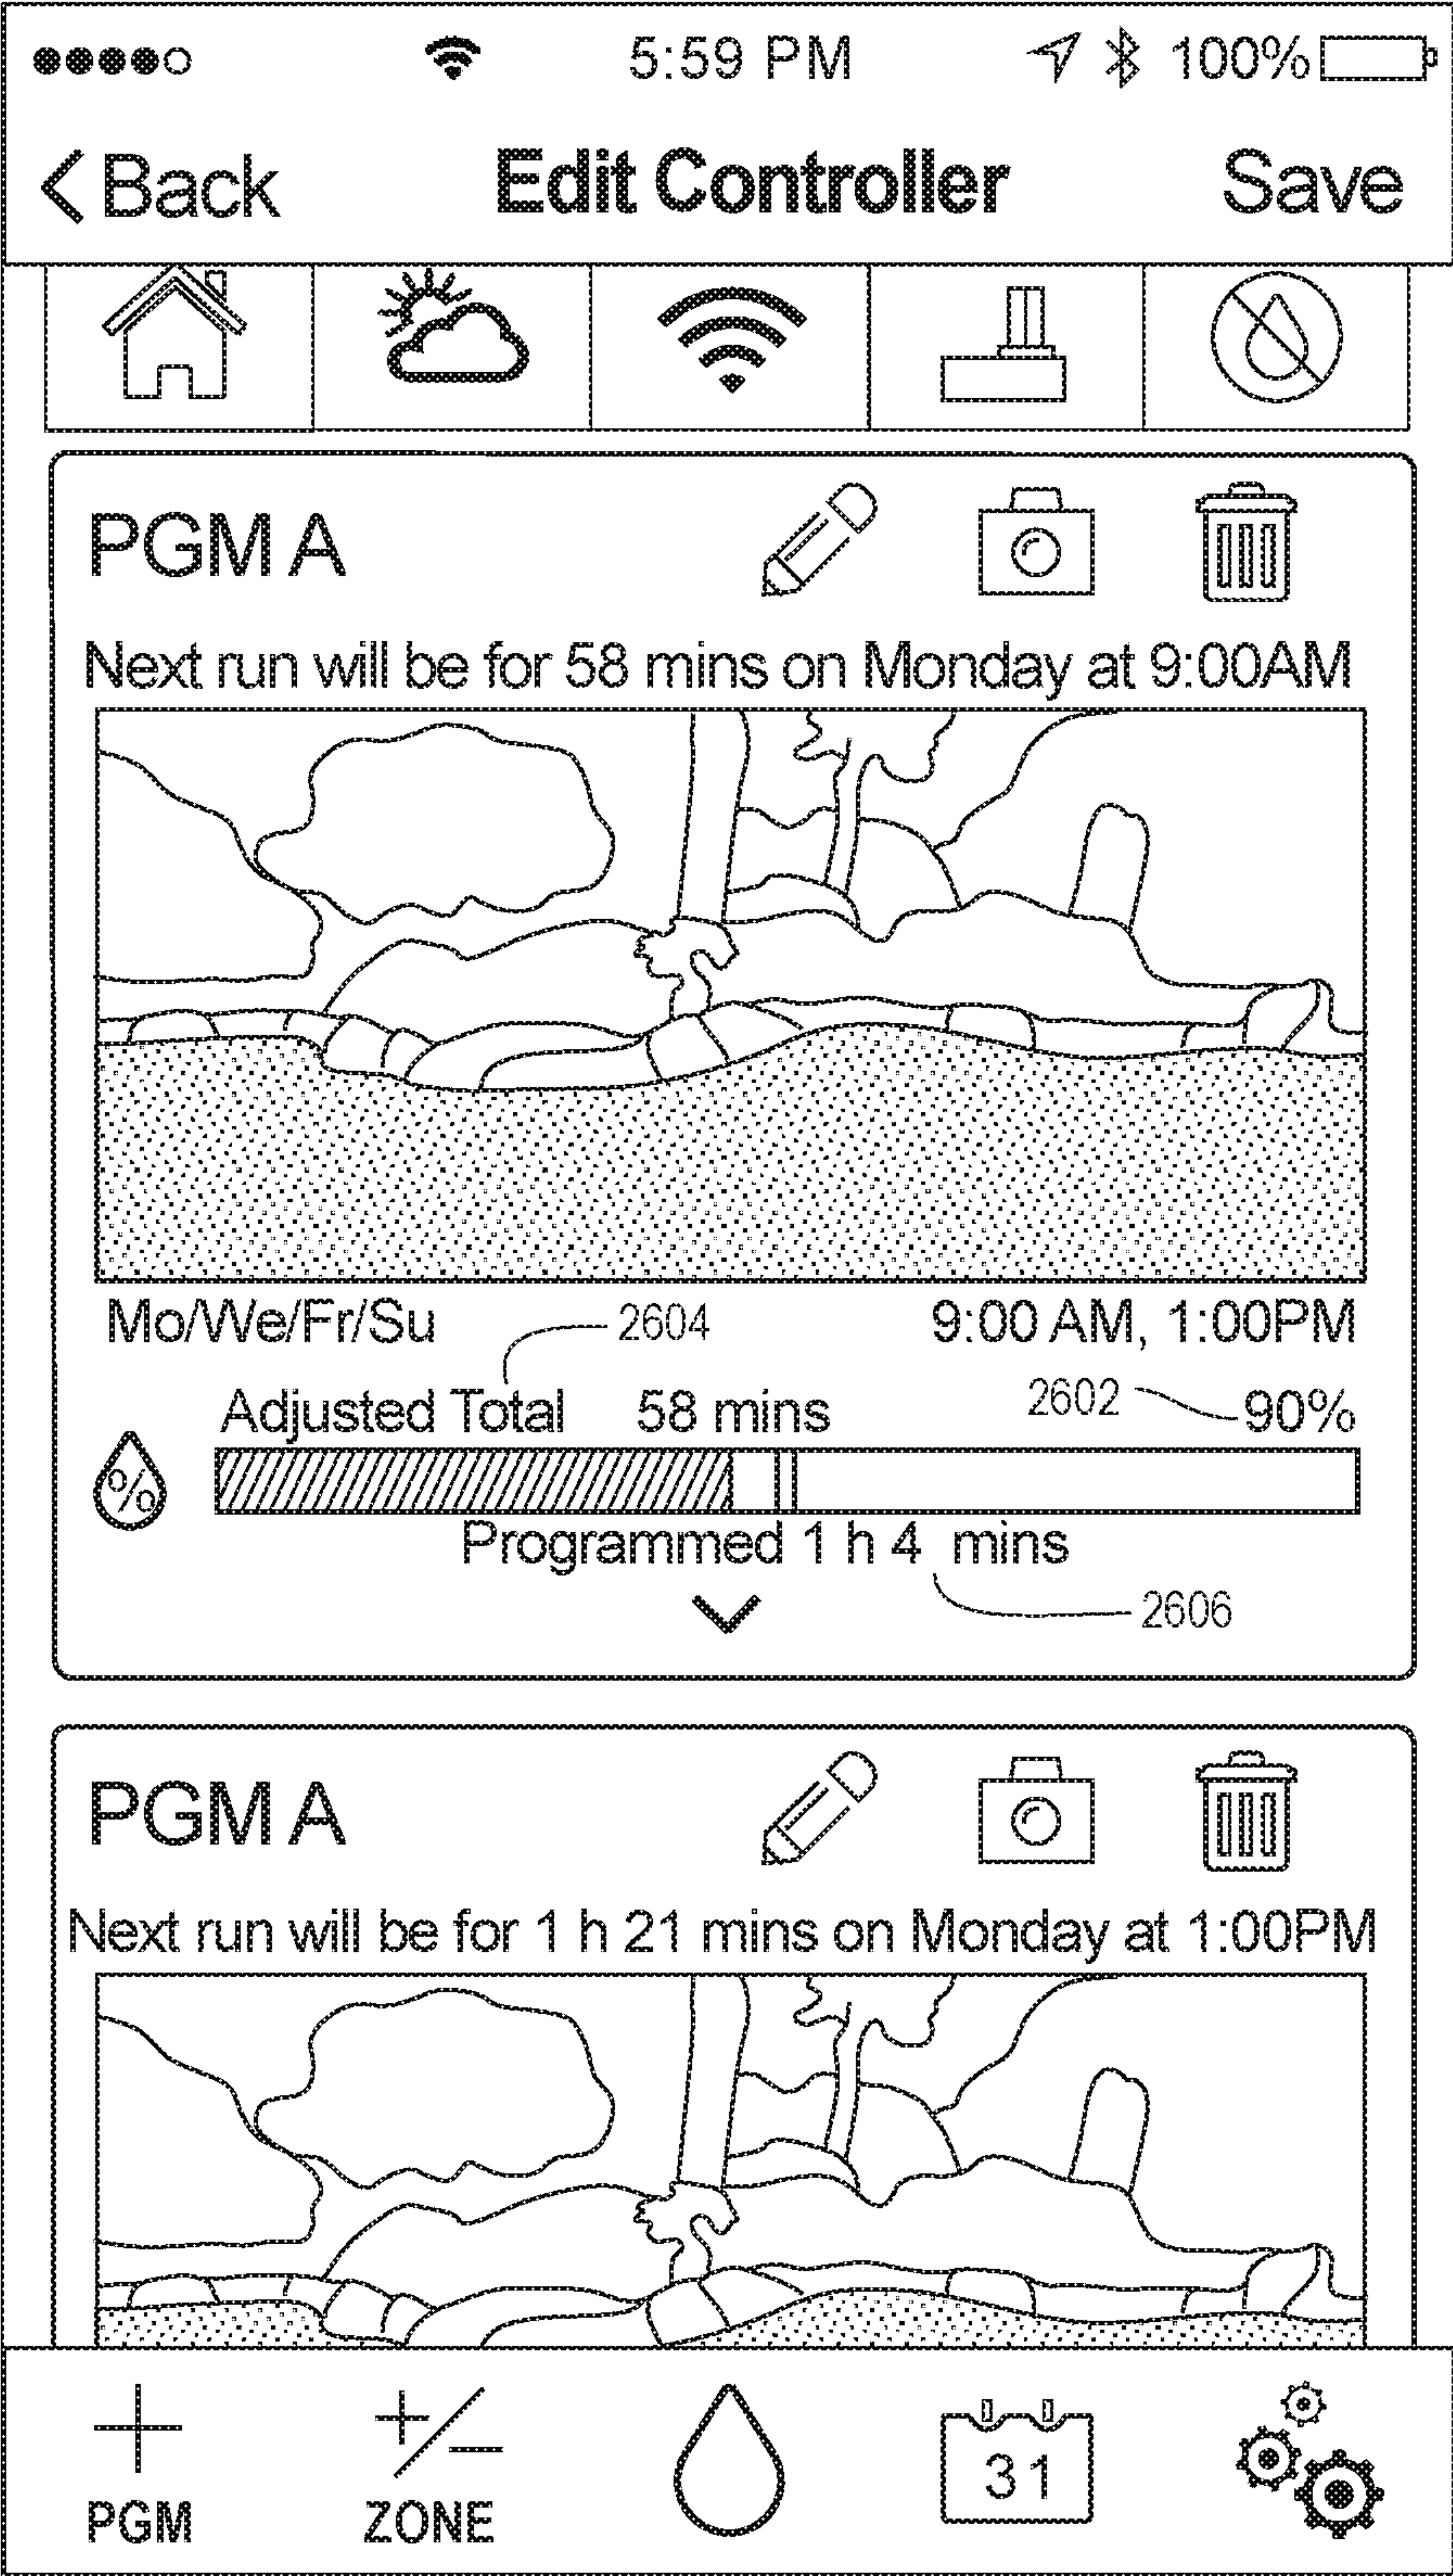 5:59 PM 100%
Back Edit Controller Save
PGM A
Next run will be for 58 mins on Monday at 9:00AM
Mo/We/Fr/Su 2604 9:00 AM, 1:00PM
Adjusted Total 58 mins 2602 90%
%
Programmed 1 h 4 mins
2606
PGM A
Next run will be for 1 h 21 mins on Monday at 1:00PM
31
PGM ZONE